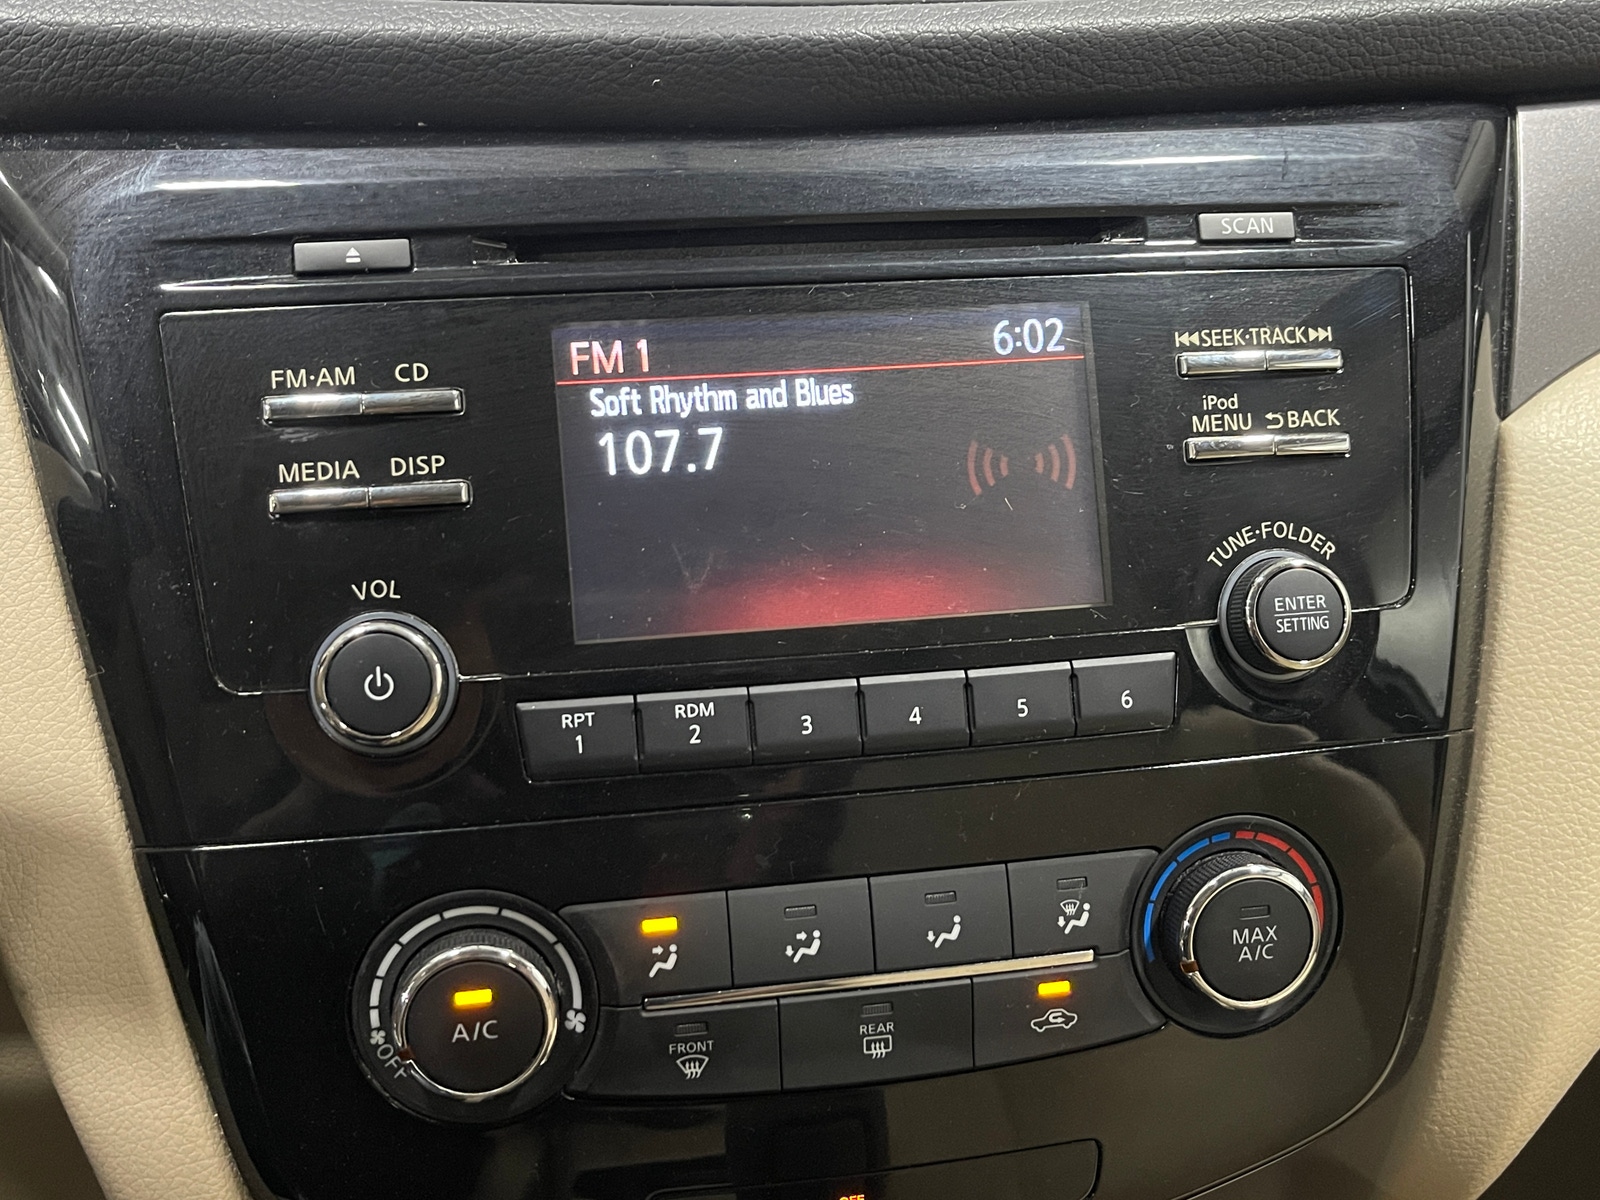 SCAN
FM 1 6:02
Soft Rhythm and Blues
107.7
FM·AM CD
MEDIA DISP
VOL
SEEK·TRACK
iPod
MENU BACK
TUNE·FOLDER
ENTER
SETTING
RPT
1
RDM
2
3
4
5
6
A/C
OFF
MAX
A/C
FRONT
REAR
OFF